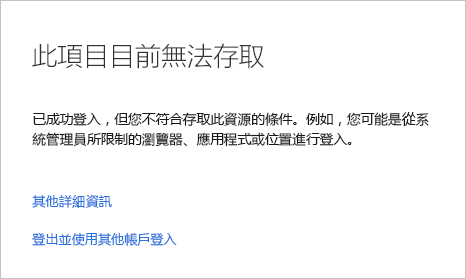 此項目目前無法存取
已成功登入，但您不符合存取此資源的條件。例如，您可能是從系
統管理員所限制的瀏覽器、應用程式或位置進行登入。
其他詳細資訊
登出並使用其他帳戶登入